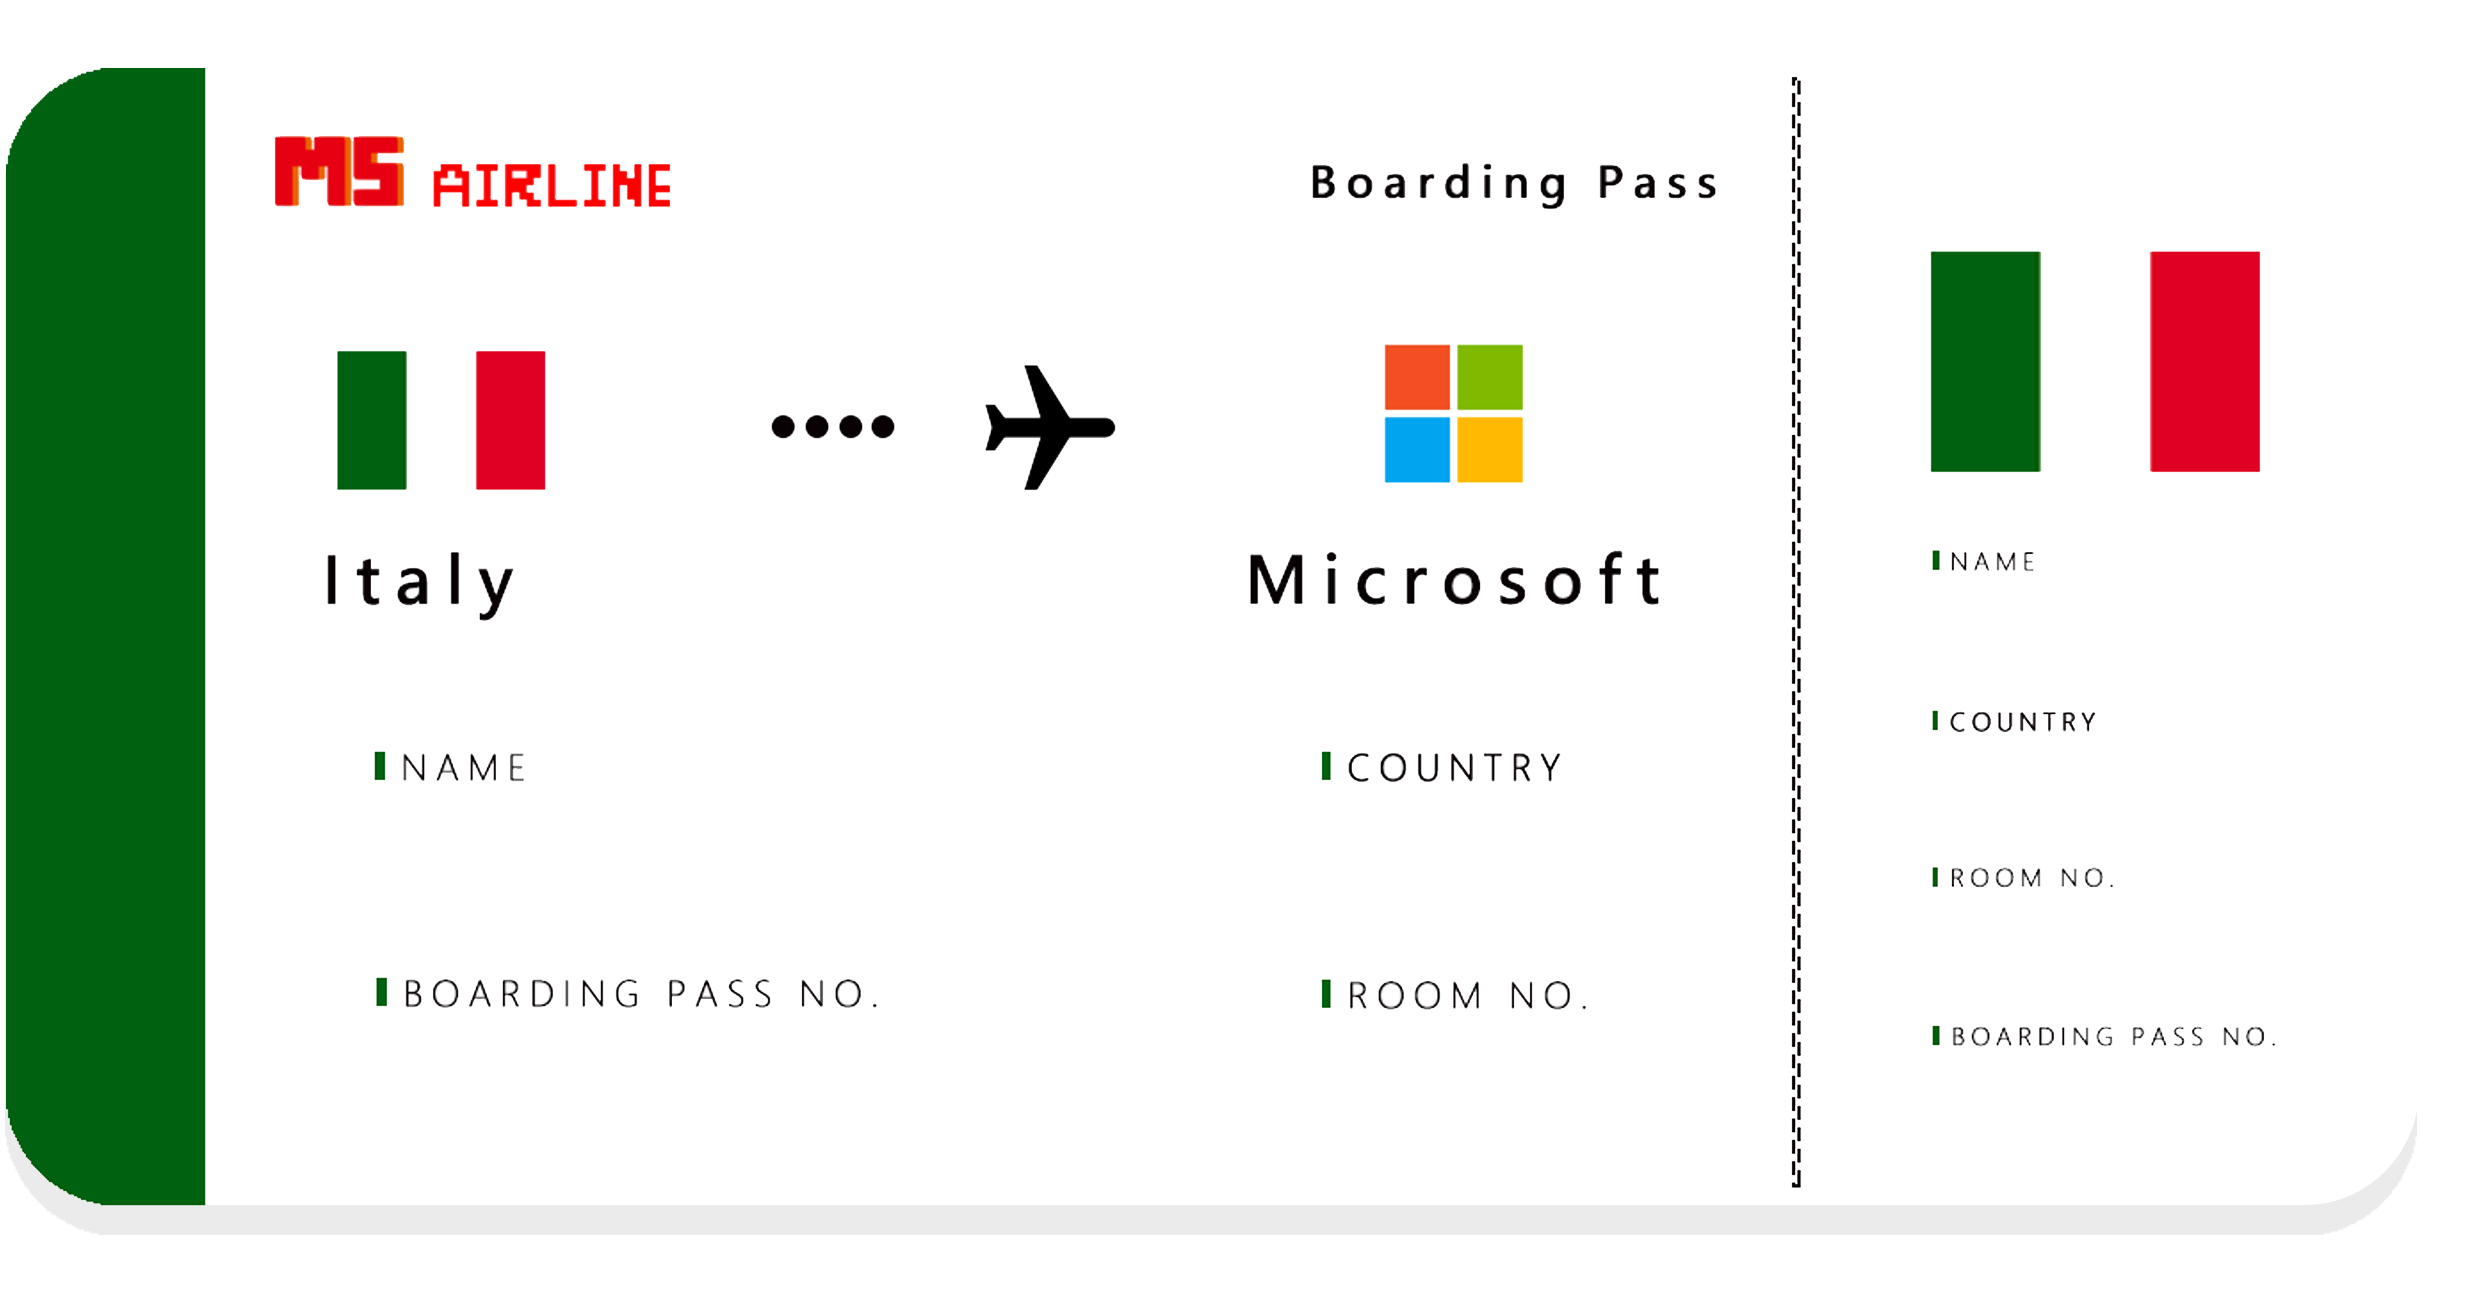 MS AIRLINE
Boarding Pass
Italy
Microsoft
NAME
COUNTRY
BOARDING PASS NO.
ROOM NO.
NAME
COUNTRY
ROOM NO.
BOARDING PASS NO.